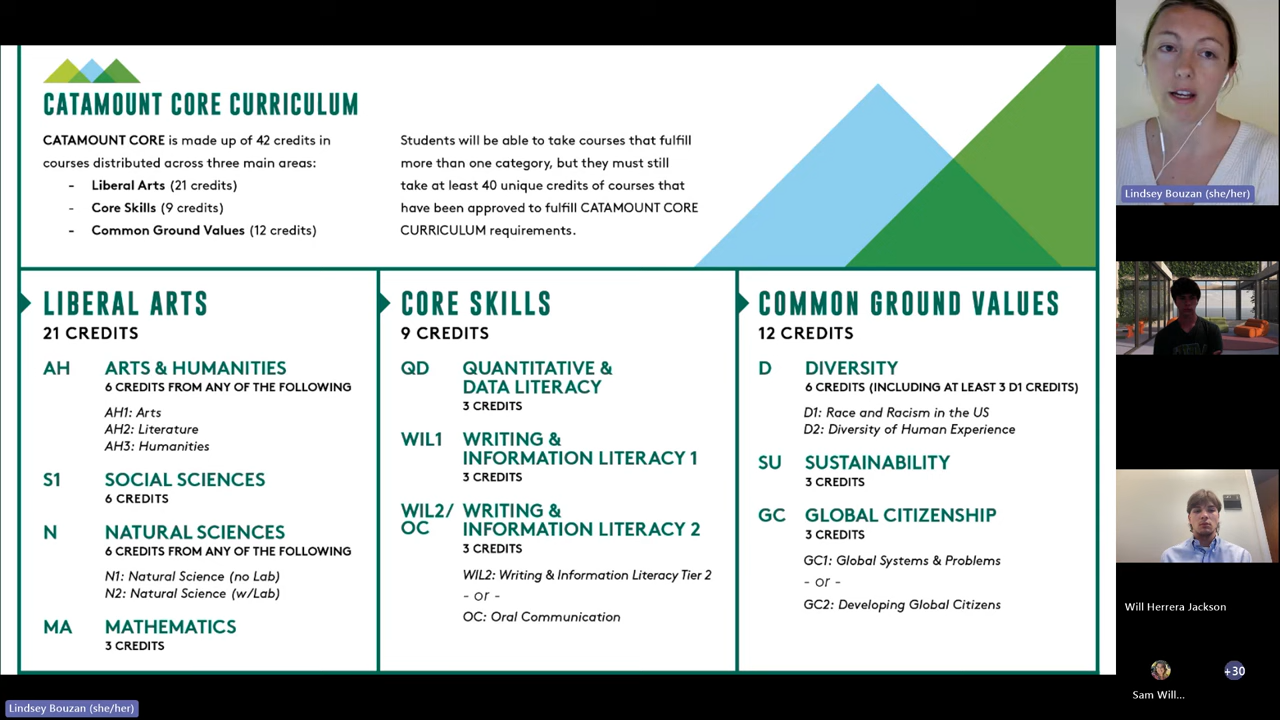 CATAMOUNT CORE CURRICULUM
CATAMOUNT CORE is made up of 42 credits in
courses distributed across three main areas:
- Liberal Arts (21 credits)
- Core Skills (9 credits)
- Common Ground Values (12 credits)
Students will be able to take courses that fulfill
more than one category, but they must still
take at least 40 unique credits of courses that
have been approved to fulfill CATAMOUNT CORE
CURRICULUM requirements.
LIBERAL ARTS
21 CREDITS
AH ARTS & HUMANITIES
6 CREDITS FROM ANY OF THE FOLLOWING
AH1: Arts
AH2: Literature
AH3: Humanities
S1 SOCIAL SCIENCES
6 CREDITS
N NATURAL SCIENCES
6 CREDITS FROM ANY OF THE FOLLOWING
N1: Natural Science (no Lab)
N2: Natural Science (w/Lab)
MA MATHEMATICS
3 CREDITS
CORE SKILLS
9 CREDITS
QD QUANTITATIVE &
DATA LITERACY
3 CREDITS
WIL1 WRITING &
INFORMATION LITERACY 1
3 CREDITS
WIL2/ WRITING &
OC INFORMATION LITERACY 2
3 CREDITS
WIL2: Writing & Information Literacy Tier 2
- or -
OC: Oral Communication
COMMON GROUND VALUES
12 CREDITS
D DIVERSITY
6 CREDITS (INCLUDING AT LEAST 3 D1 CREDITS)
D1: Race and Racism in the US
D2: Diversity of Human Experience
SU SUSTAINABILITY
3 CREDITS
GC GLOBAL CITIZENSHIP
3 CREDITS
GC1: Global Systems & Problems
- or -
GC2: Developing Global Citizens
Lindsey Bouzan (she/her)
Will Herrera Jackson
Sam Will...
+30
Lindsey Bouzan (she/her)